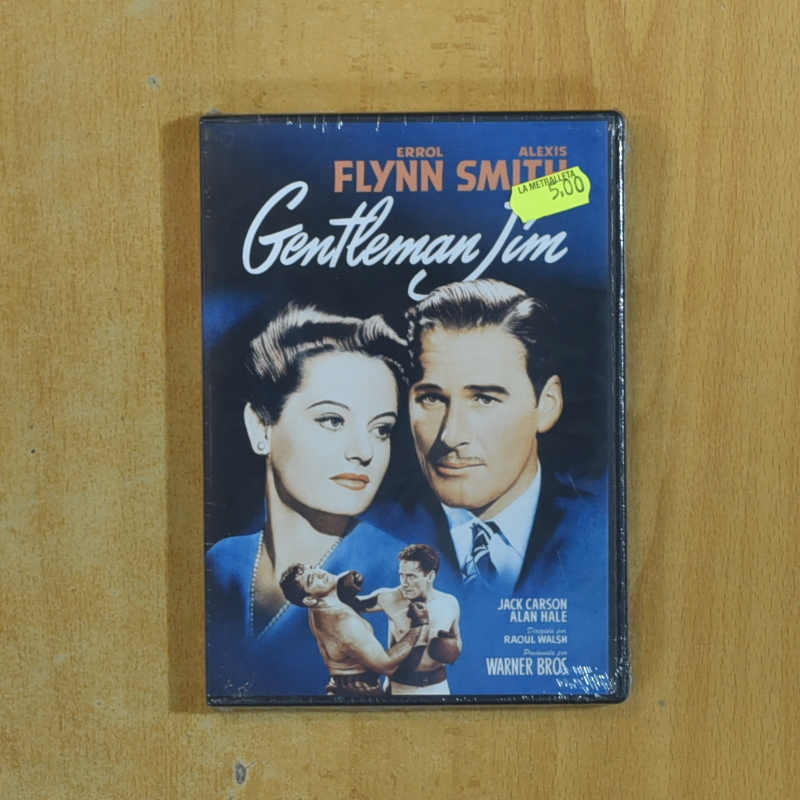 ERROL ALEXIS
FLYNN SMITH
LA METRALLETA
5,00
Gentleman Jim
JACK CARSON
ALAN HALE
Dirigida por
RAOUL WALSH
Producida por
WARNER BROS.